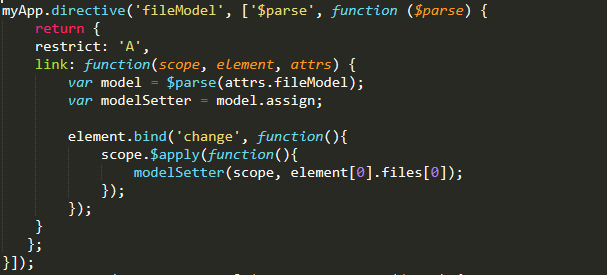 myApp.directive('fileModel', ['$parse', function ($parse) {
    return {
    restrict: 'A',
    link: function(scope, element, attrs) {
        var model = $parse(attrs.fileModel);
        var modelSetter = model.assign;

        element.bind('change', function(){
            scope.$apply(function(){
                modelSetter(scope, element[0].files[0]);
            });
        });
    }
   };
}]);